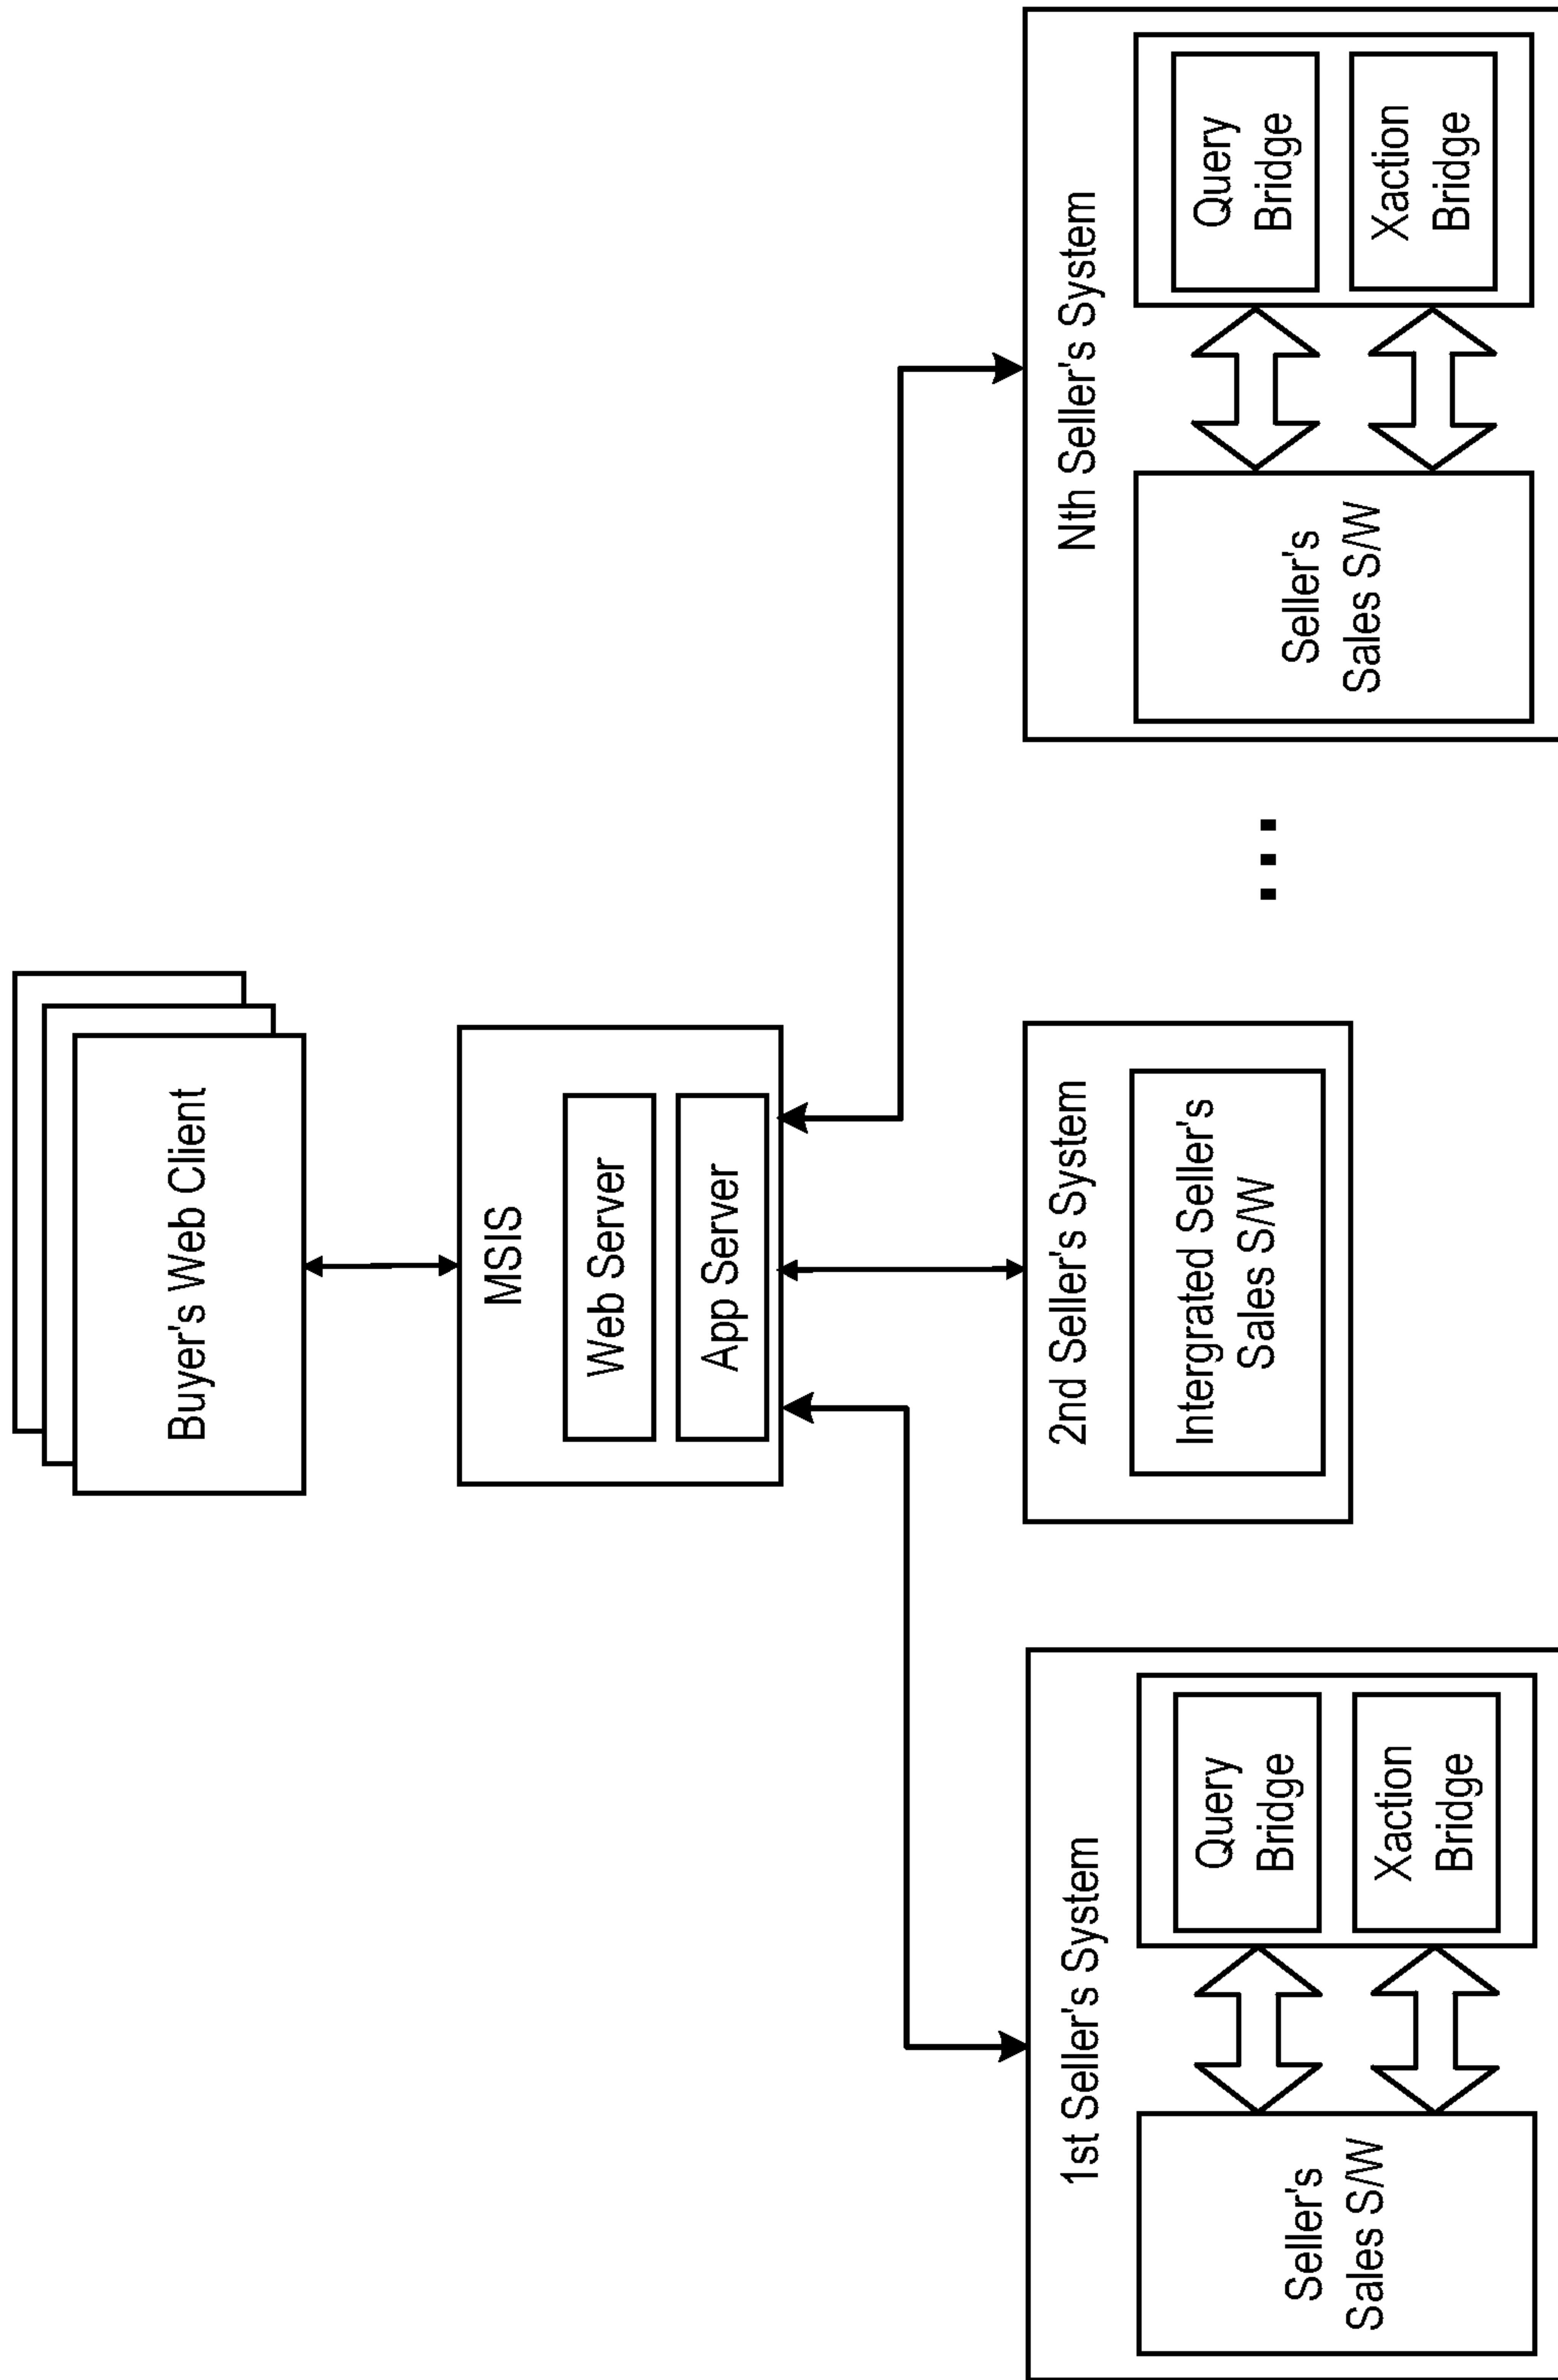 Buyer's Web Client
MSIS
Web Server
App Server
1st Seller's System
Seller's
Sales S/W
Query
Bridge
Xaction
Bridge
2nd Seller's System
Intergrated Seller's
Sales S/W
...
Nth Seller's System
Seller's
Sales S/W
Query
Bridge
Xaction
Bridge